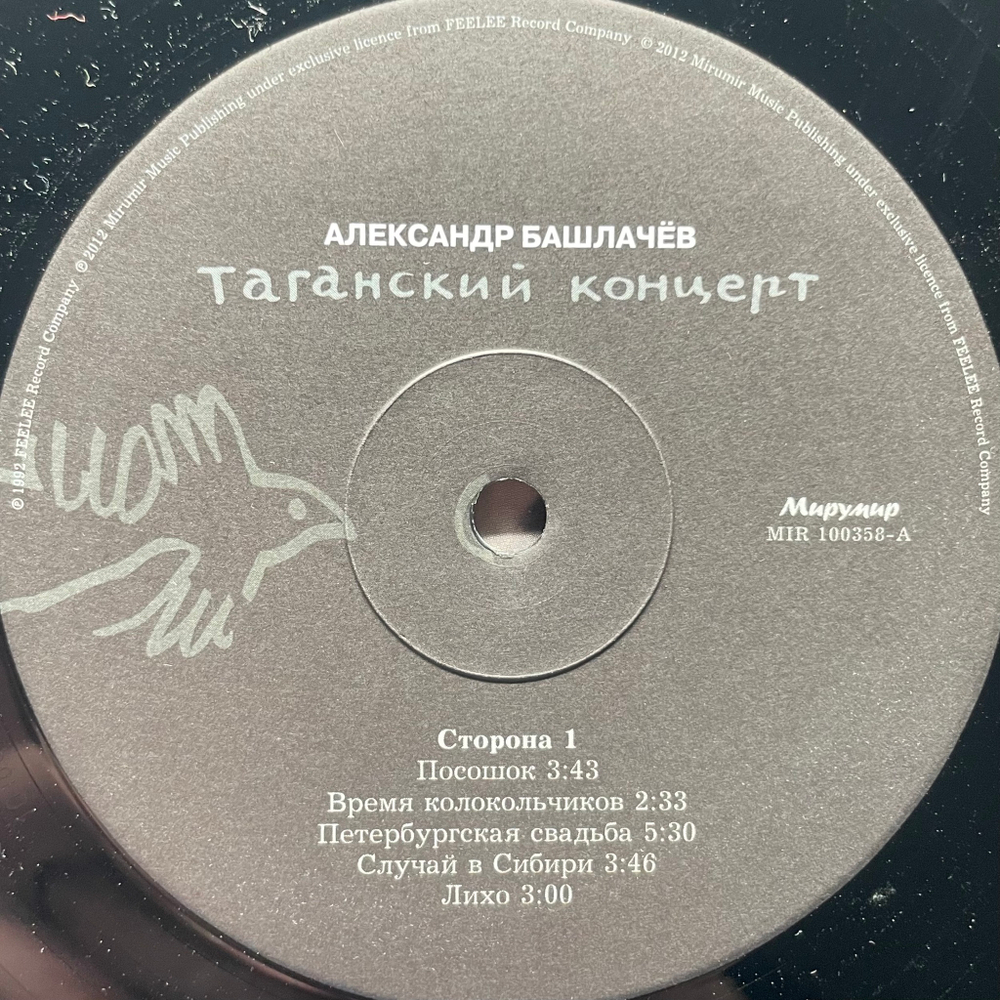 ℗ 1992 FEELEE Record Company ℗ 2012 Mirumir Music Publishing under exclusive licence from FEELEE Record Company © 2012 Mirumir Music Publishing under exclusive licence from FEELEE Record Company
АЛЕКСАНДР БАШЛАЧЁВ
Таганский концерт
Мирумир
MIR 100358-A
Сторона 1
Посошок 3:43
Время колокольчиков 2:33
Петербургская свадьба 5:30
Случай в Сибири 3:46
Лихо 3:00